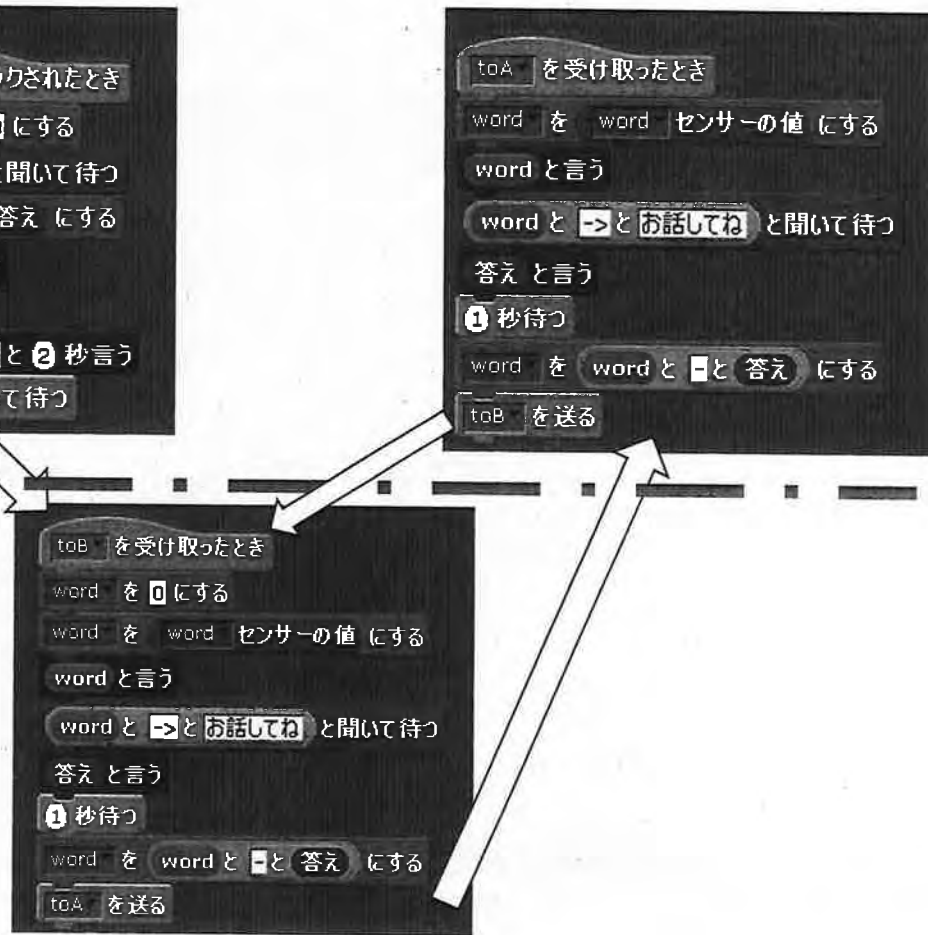 クされたとき
にする
と聞いて待つ
答え にする
と 2 秒言う
て待つ
toA を受け取ったとき
word を word センサーの値 にする
word と言う
word と -> と お話してね と聞いて待つ
答え と言う
1 秒待つ
word を word と - と 答え にする
toB を送る
toB を受け取ったとき
word を 0 にする
word を word センサーの値 にする
word と言う
word と -> と お話してね と聞いて待つ
答え と言う
1 秒待つ
word を word と - と 答え にする
toA を送る